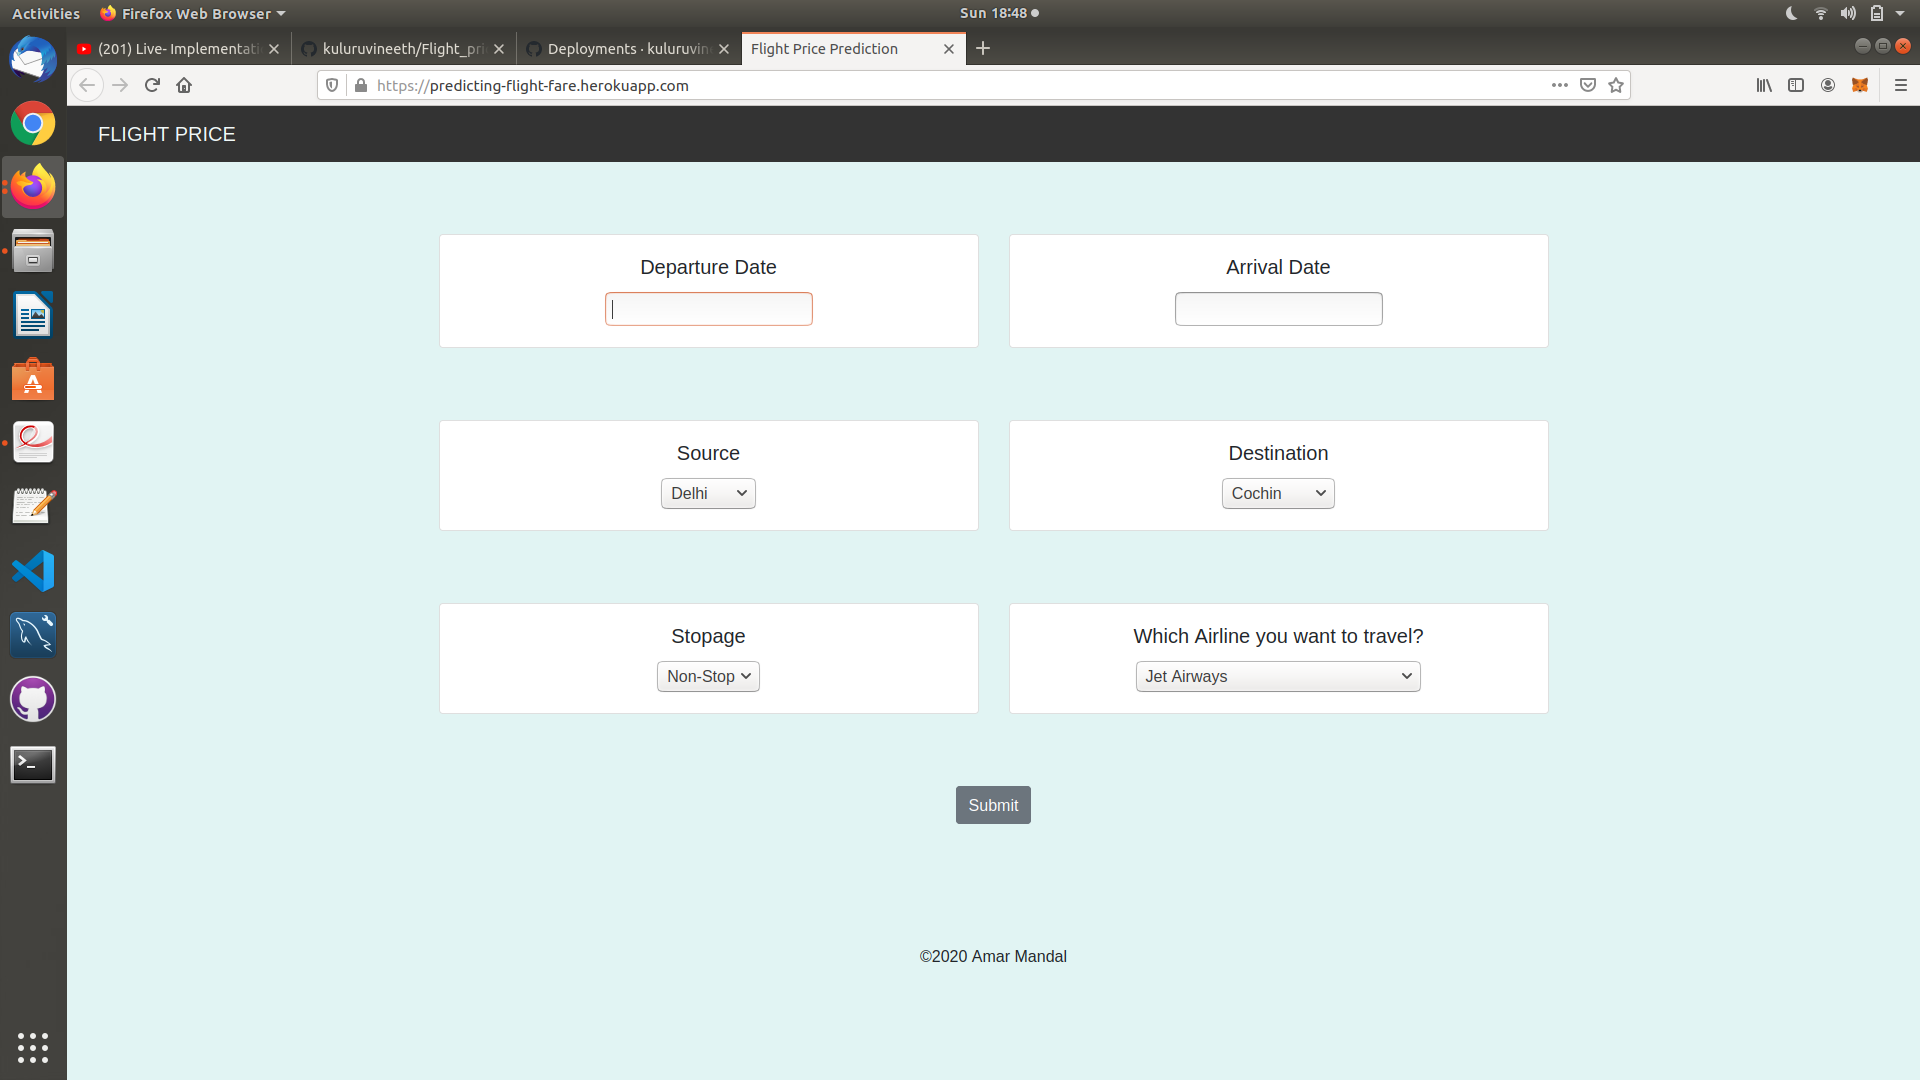 Activities Firefox Web Browser Sun 18:48
(201) Live- Implementati kuluruvineeth/Flight_pri Deployments · kuluruvine Flight Price Prediction
https://predicting-flight-fare.herokuapp.com
FLIGHT PRICE
Departure Date Arrival Date
Source Destination
Delhi Cochin
Stopage Which Airline you want to travel?
Non-Stop Jet Airways
Submit
©2020 Amar Mandal